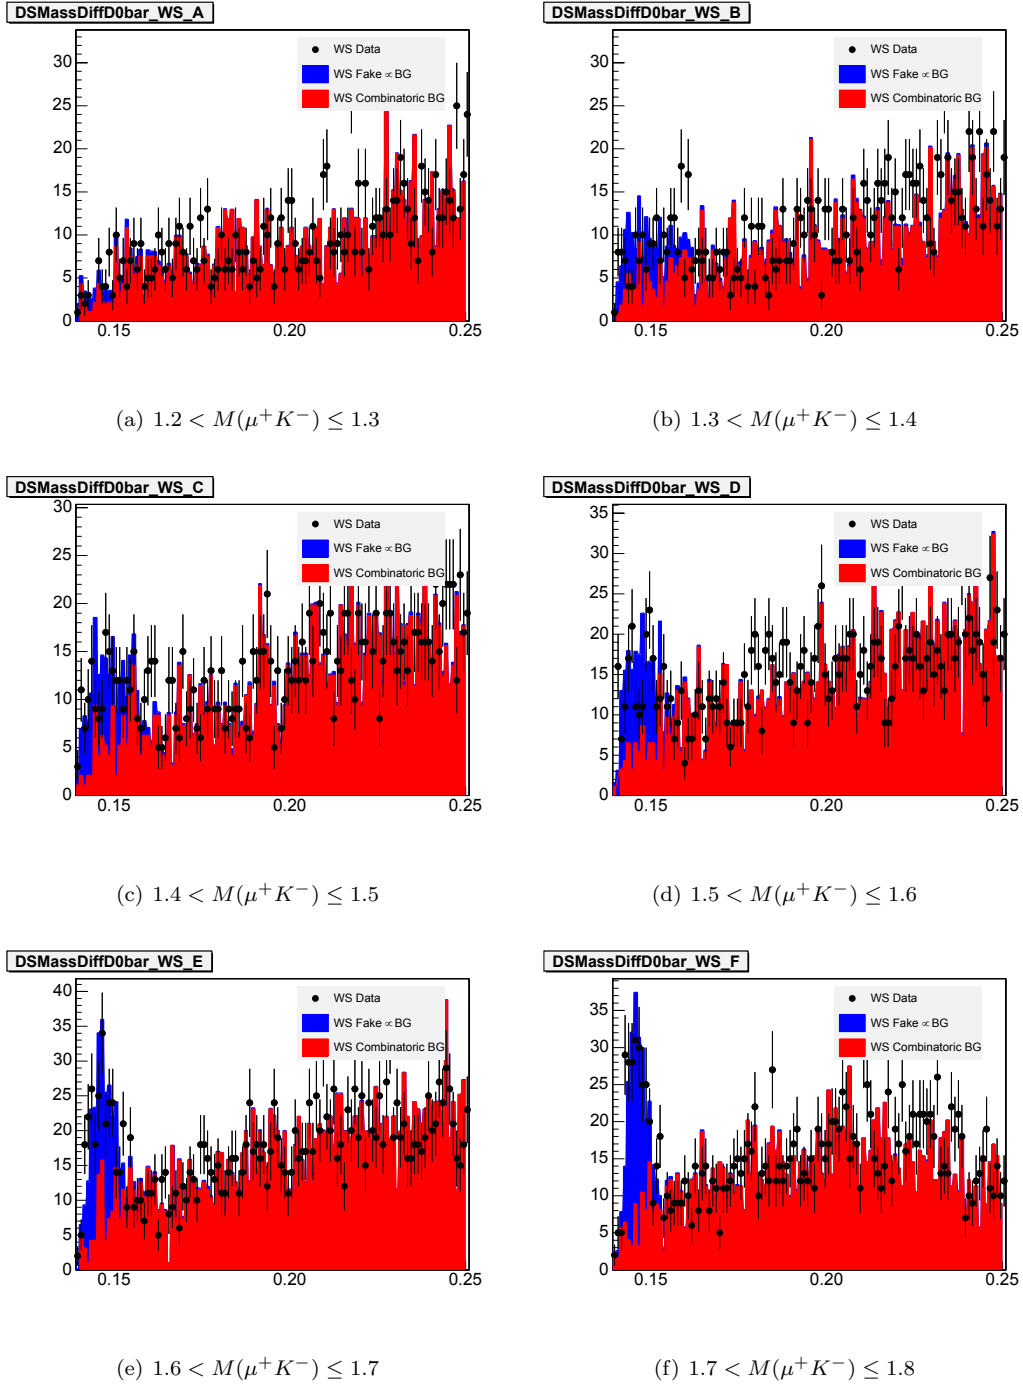 DSMassDiffD0bar_WS_A
WS Data
WS Fake ∝ BG
WS Combinatoric BG
30
25
20
15
10
5
0
0.15 0.20 0.25
(a) 1.2 < M(μ⁺K⁻) ≤ 1.3
DSMassDiffD0bar_WS_B
WS Data
WS Fake ∝ BG
WS Combinatoric BG
30
25
20
15
10
5
0
0.15 0.20 0.25
(b) 1.3 < M(μ⁺K⁻) ≤ 1.4
DSMassDiffD0bar_WS_C
WS Data
WS Fake ∝ BG
WS Combinatoric BG
30
25
20
15
10
5
0
0.15 0.20 0.25
(c) 1.4 < M(μ⁺K⁻) ≤ 1.5
DSMassDiffD0bar_WS_D
WS Data
WS Fake ∝ BG
WS Combinatoric BG
35
30
25
20
15
10
5
0
0.15 0.20 0.25
(d) 1.5 < M(μ⁺K⁻) ≤ 1.6
DSMassDiffD0bar_WS_E
WS Data
WS Fake ∝ BG
WS Combinatoric BG
40
35
30
25
20
15
10
5
0
0.15 0.20 0.25
(e) 1.6 < M(μ⁺K⁻) ≤ 1.7
DSMassDiffD0bar_WS_F
WS Data
WS Fake ∝ BG
WS Combinatoric BG
35
30
25
20
15
10
5
0
0.15 0.20 0.25
(f) 1.7 < M(μ⁺K⁻) ≤ 1.8